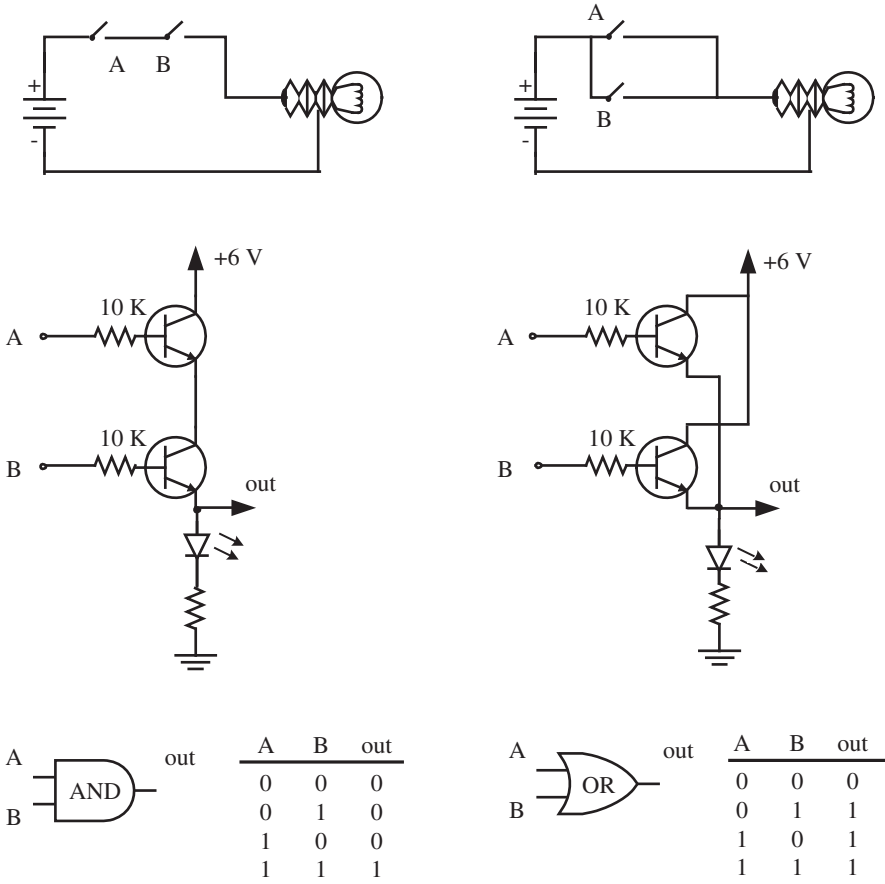 A B
+
-
A
B
+
-
+6 V
10 K
A
10 K
B
out
+6 V
10 K
A
10 K
B
out
A
B
AND
out
A B out
0 0 0
0 1 0
1 0 0
1 1 1
A
B
OR
out
A B out
0 0 0
0 1 1
1 0 1
1 1 1